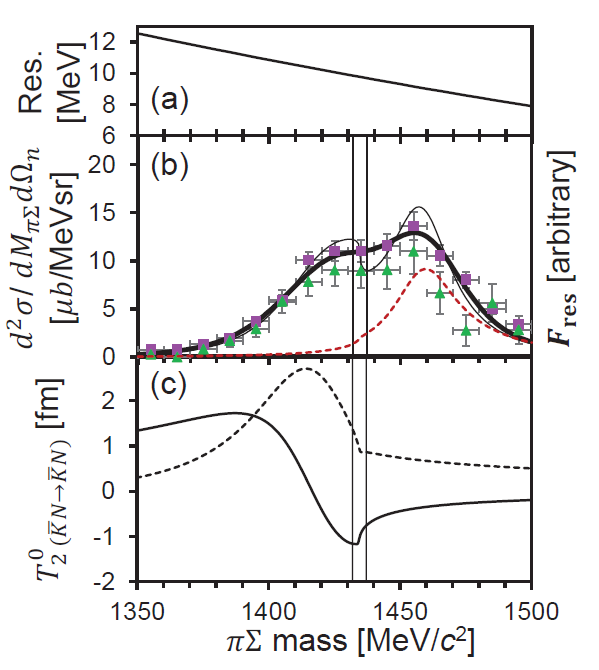 Res.
[MeV]
12
10
8
6
(a)
d²σ/ dM_πΣ dΩ_n
[μb/MeVsr]
20
15
10
5
0
(b)
F_res [arbitrary]
T₂⁰ (K̅N→K̅N) [fm]
2
1
0
-1
-2
(c)
1350 1400 1450 1500
πΣ mass [MeV/c²]